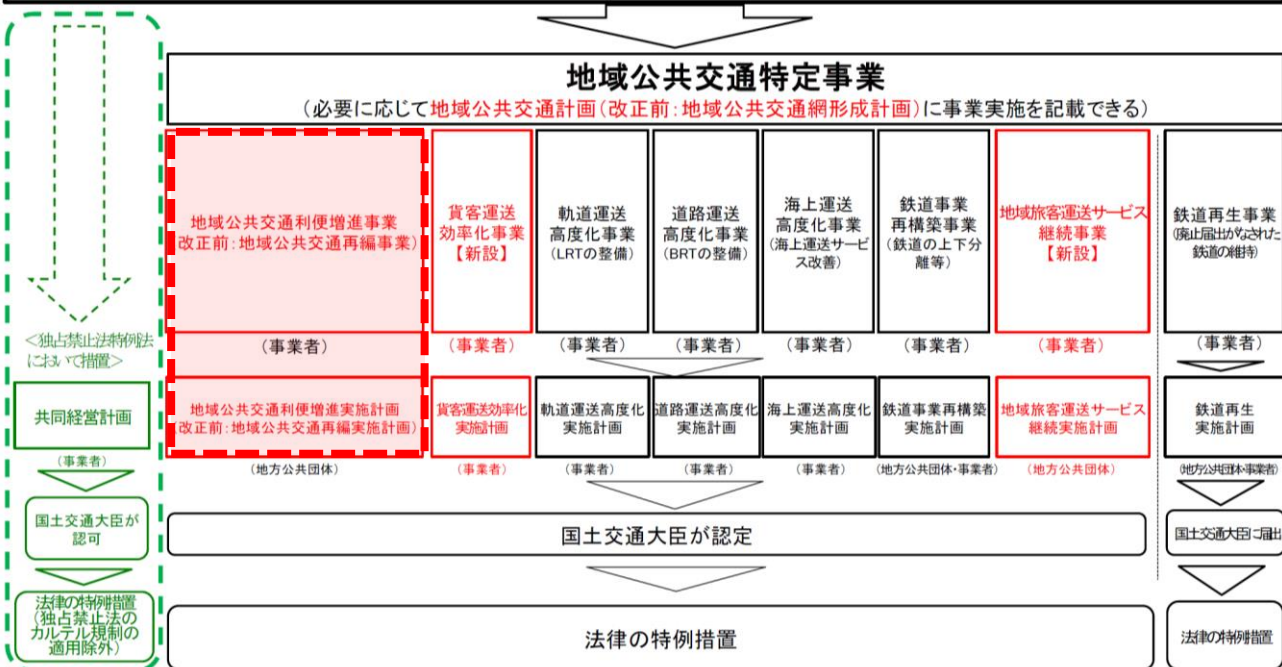 地域公共交通特定事業
(必要に応じて地域公共交通計画(改正前:地域公共交通網形成計画)に事業実施を記載できる)
地域公共交通利便増進事業
改正前:地域公共交通再編事業)
(事業者)
貨客運送
効率化事業
【新設】
(事業者)
軌道運送
高度化事業
(LRTの整備)
(事業者)
道路運送
高度化事業
(BRTの整備)
(事業者)
海上運送
高度化事業
(海上運送サービ
ス改善)
(事業者)
鉄道事業
再構築事業
(鉄道の上下分
離等)
(事業者)
地域旅客運送サービス
継続事業
【新設】
(事業者)
鉄道再生事業
(廃止届出がなされた
鉄道の維持)
(事業者)
<独占禁止法特例法
において措置>
共同経営計画
(事業者)
国土交通大臣が
認可
法律の特例措置
(独占禁止法の
カルテル規制の
適用除外)
地域公共交通利便増進実施計画
改正前:地域公共交通再編実施計画)
(地方公共団体)
貨客運送効率化
実施計画
(事業者)
軌道運送高度化
実施計画
(事業者)
道路運送高度化
実施計画
(事業者)
海上運送高度化
実施計画
(事業者)
鉄道事業再構築
実施計画
(地方公共団体・事業者)
地域旅客運送サービス
継続実施計画
(地方公共団体)
鉄道再生
実施計画
(地方公共団体・事業者)
国土交通大臣が認定
国土交通大臣に届出
法律の特例措置
法律の特例措置